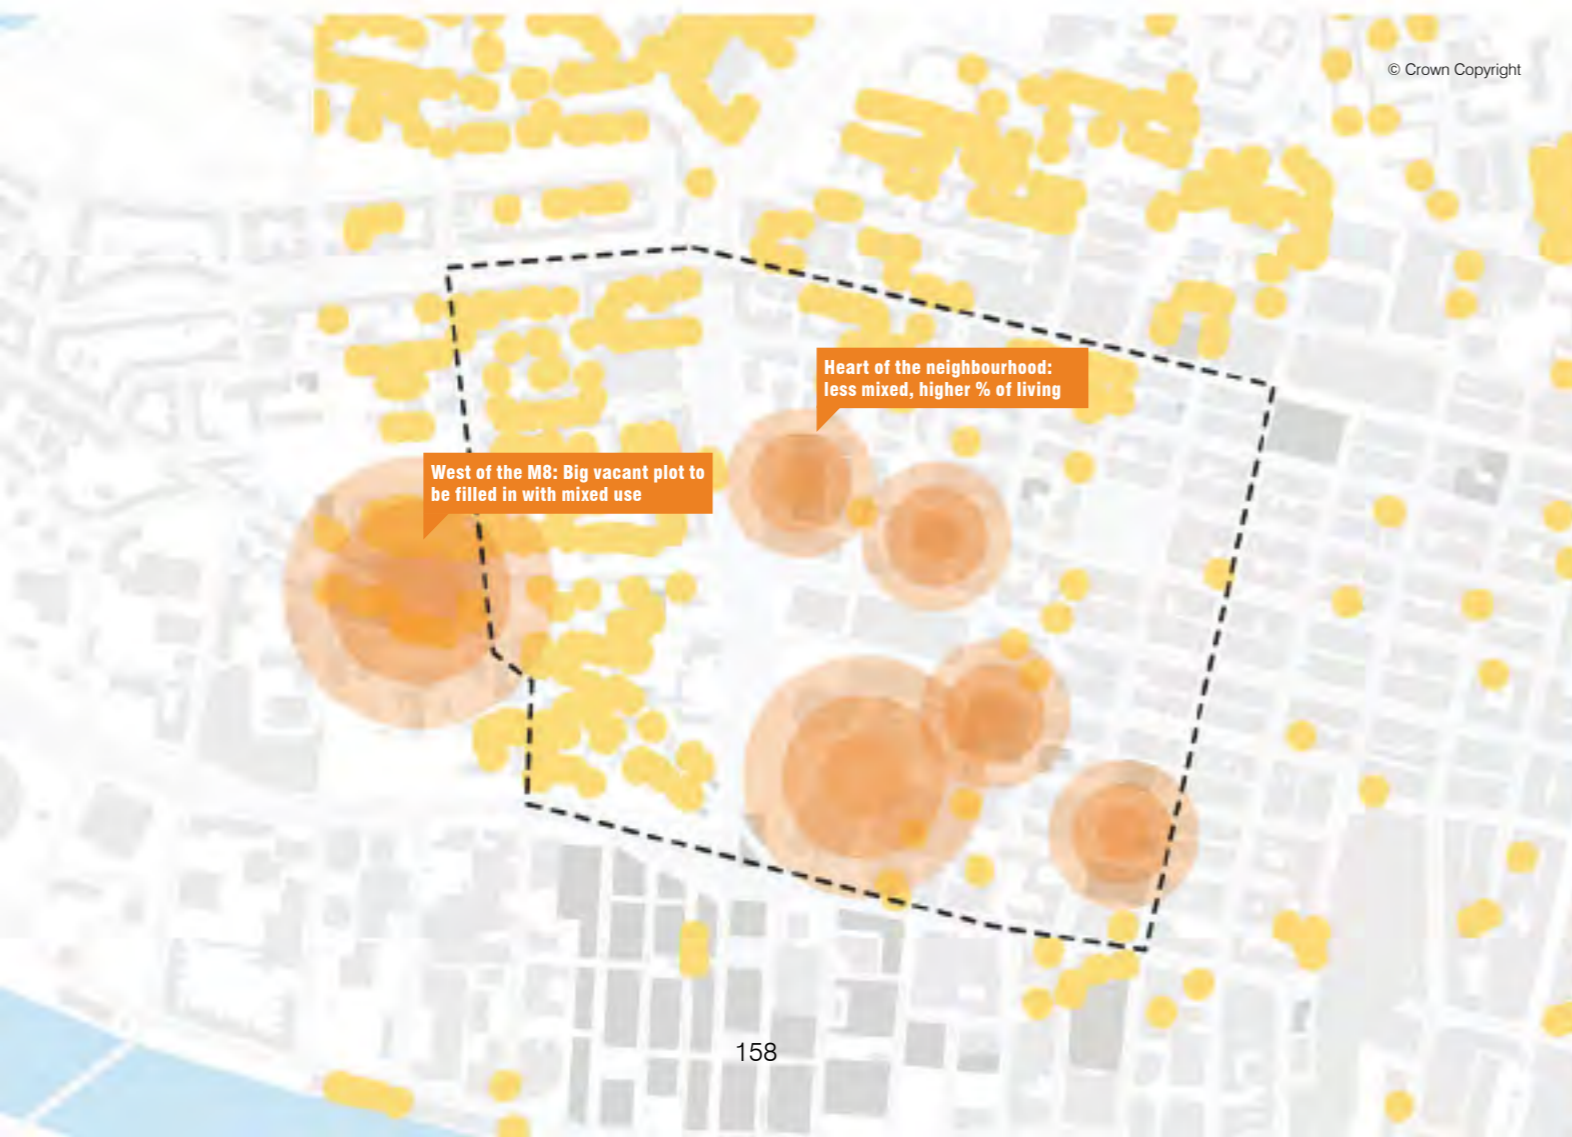 © Crown Copyright
Heart of the neighbourhood:
less mixed, higher % of living
West of the M8: Big vacant plot to
be filled in with mixed use
158